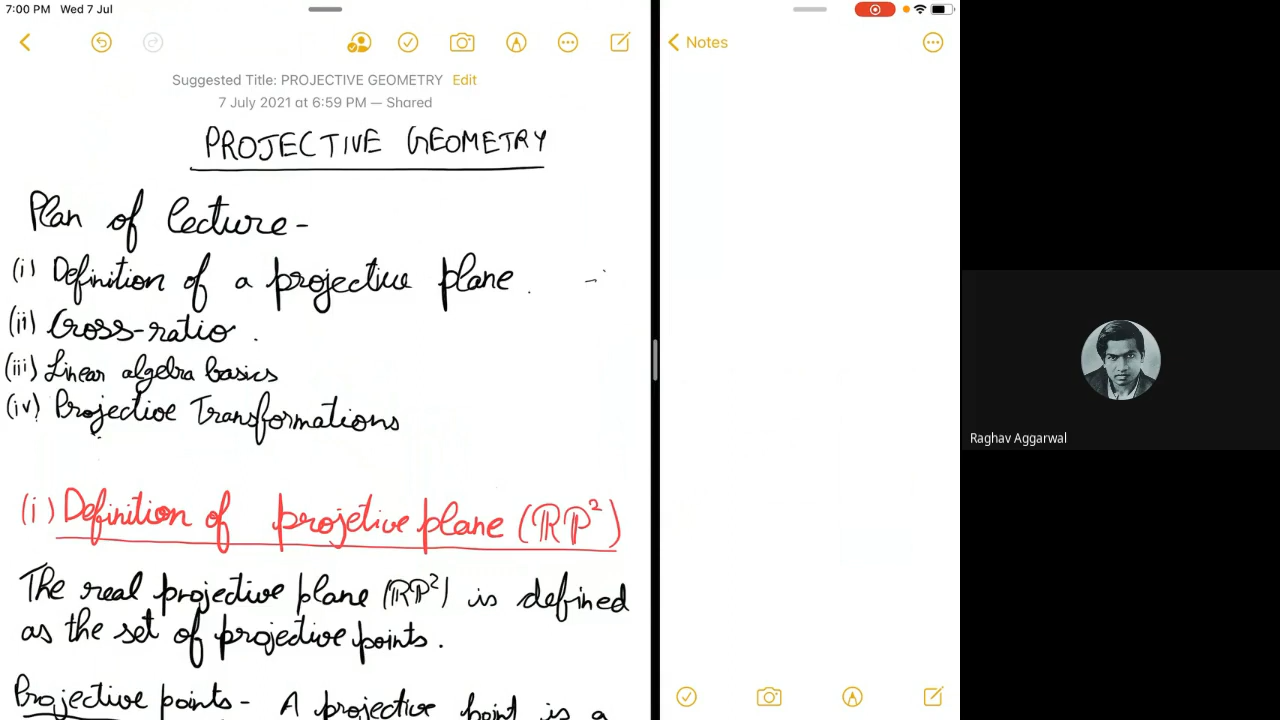 7:00 PM Wed 7 Jul
Notes
Suggested Title: PROJECTIVE GEOMETRY Edit
7 July 2021 at 6:59 PM — Shared
PROJECTIVE GEOMETRY
Plan of lecture -
(i) Definition of a projective plane.
(ii) Cross-ratio.
(iii) Linear algebra basics
(iv) Projective Transformations
(i) Definition of projetive plane (ℝℙ²)
The real projective plane (ℝℙ²) is defined
as the set of projective points.
Projective points - A projective point is a
Raghav Aggarwal